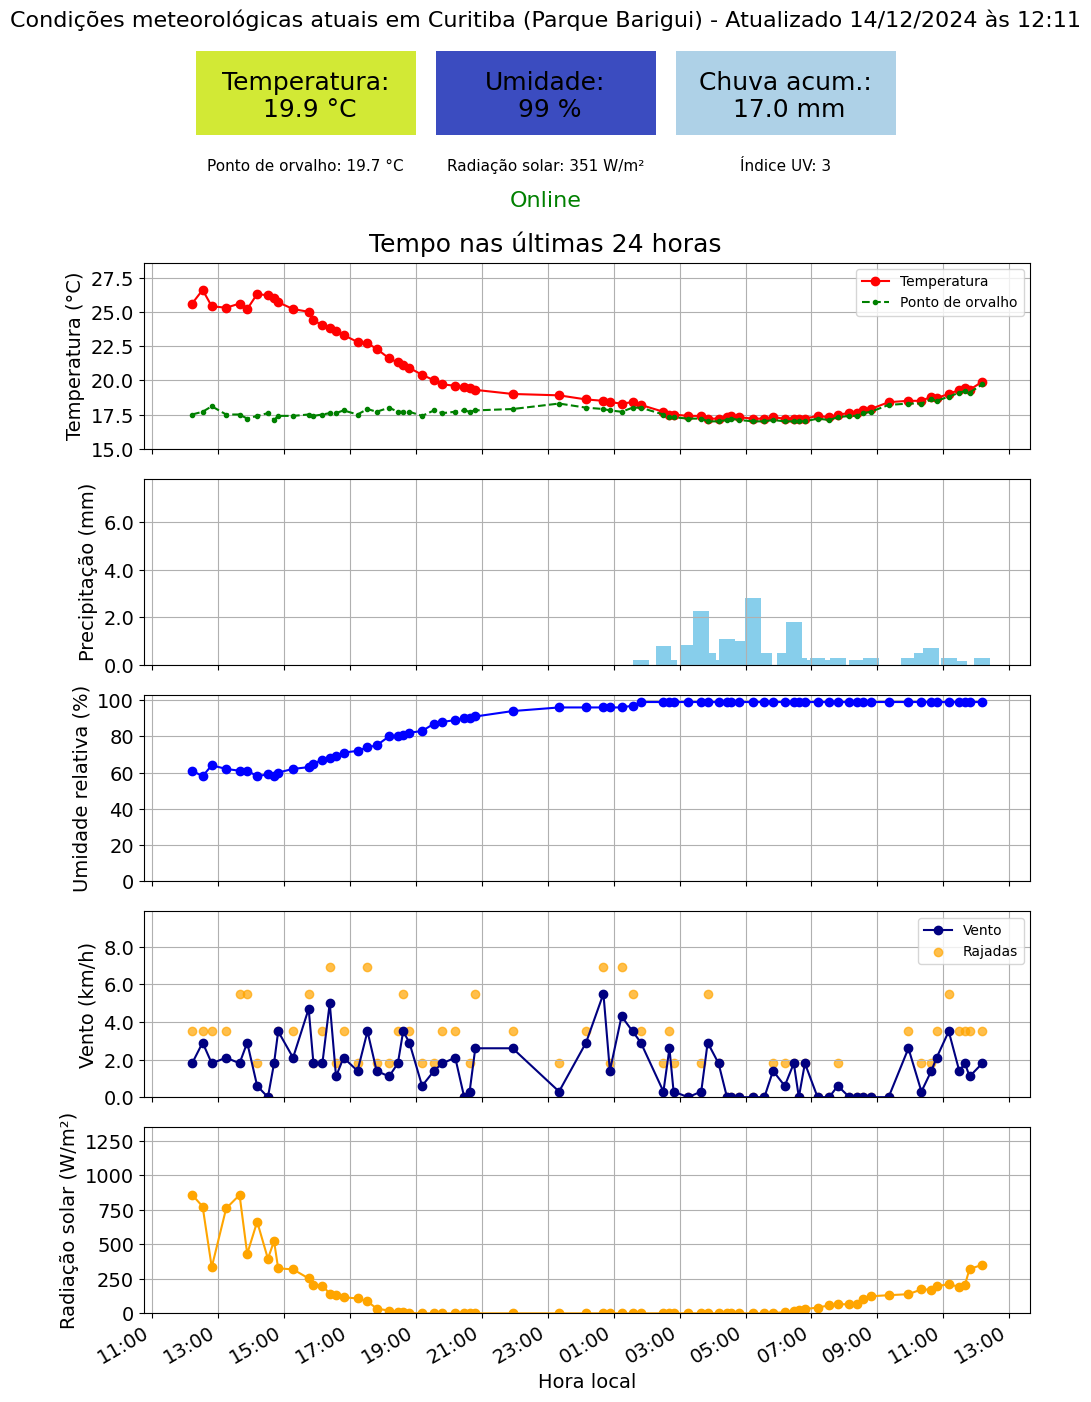 Condições meteorológicas atuais em Curitiba (Parque Barigui) - Atualizado 14/12/2024 às 12:11
Temperatura:
19.9 °C
Umidade:
99 %
Chuva acum.:
17.0 mm
Ponto de orvalho: 19.7 °C
Radiação solar: 351 W/m²
Índice UV: 3
Online
Tempo nas últimas 24 horas
Temperatura (°C)
27.5
25.0
22.5
20.0
17.5
15.0
Temperatura
Ponto de orvalho
Precipitação (mm)
6.0
4.0
2.0
0.0
Umidade relativa (%)
100
80
60
40
20
0
Vento (km/h)
8.0
6.0
4.0
2.0
0.0
Vento
Rajadas
Radiação solar (W/m²)
1250
1000
750
500
250
0
11:00
13:00
15:00
17:00
19:00
21:00
23:00
01:00
03:00
05:00
07:00
09:00
11:00
13:00
Hora local